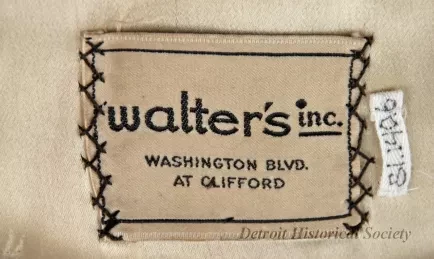 walter's inc.
WASHINGTON BLVD.
AT CLIFFORD
Detroit Historical Society